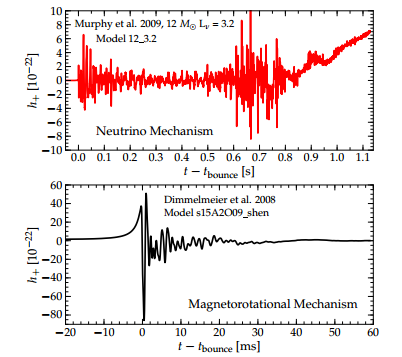 10
8
6
4
2
0
−2
−4
−6
−8
−10
h₊ [10⁻²²]
Murphy et al. 2009, 12 M⊙ Lν = 3.2
Model 12_3.2
Neutrino Mechanism
0.0 0.1 0.2 0.3 0.4 0.5 0.6 0.7 0.8 0.9 1.0 1.1
t − tbounce [s]
60
40
20
0
−20
−40
−60
−80
h₊ [10⁻²²]
Dimmelmeier et al. 2008
Model s15A2O09_shen
Magnetorotational Mechanism
−20 −10 0 10 20 30 40 50 60
t − tbounce [ms]